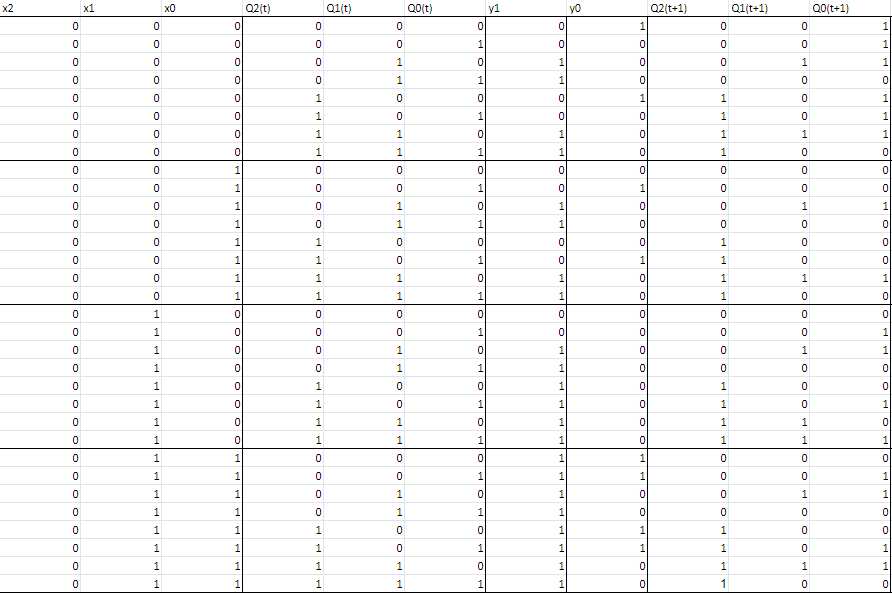 x2 x1 x0 Q2(t) Q1(t) Q0(t) y1 y0 Q2(t+1) Q1(t+1) Q0(t+1)
0 0 0 0 0 0 0 1 0 0 1
0 0 0 0 0 1 0 0 0 0 1
0 0 0 0 1 0 1 0 0 1 1
0 0 0 0 1 1 1 0 0 0 0
0 0 0 1 0 0 0 1 1 0 1
0 0 0 1 0 1 0 0 1 0 1
0 0 0 1 1 0 1 0 1 1 1
0 0 0 1 1 1 1 0 1 0 0
0 0 1 0 0 0 0 0 0 0 0
0 0 1 0 0 1 0 1 0 0 0
0 0 1 0 1 0 1 0 0 1 1
0 0 1 0 1 1 1 0 0 0 0
0 0 1 1 0 0 0 0 1 0 0
0 0 1 1 0 1 0 1 1 0 0
0 0 1 1 1 0 1 0 1 1 1
0 0 1 1 1 1 1 0 1 0 0
0 1 0 0 0 0 0 0 0 0 0
0 1 0 0 0 1 0 0 0 0 1
0 1 0 0 1 0 1 0 0 1 1
0 1 0 0 1 1 1 0 0 0 0
0 1 0 1 0 0 1 0 1 0 0
0 1 0 1 0 1 1 0 1 0 1
0 1 0 1 1 0 1 0 1 1 0
0 1 0 1 1 1 1 0 1 1 1
0 1 1 0 0 0 1 1 0 0 0
0 1 1 0 0 1 1 1 0 0 1
0 1 1 0 1 0 1 0 0 1 1
0 1 1 0 1 1 1 0 0 0 0
0 1 1 1 0 0 1 1 1 0 0
0 1 1 1 0 1 1 1 1 0 1
0 1 1 1 1 0 1 0 1 1 1
0 1 1 1 1 1 1 0 1 0 0